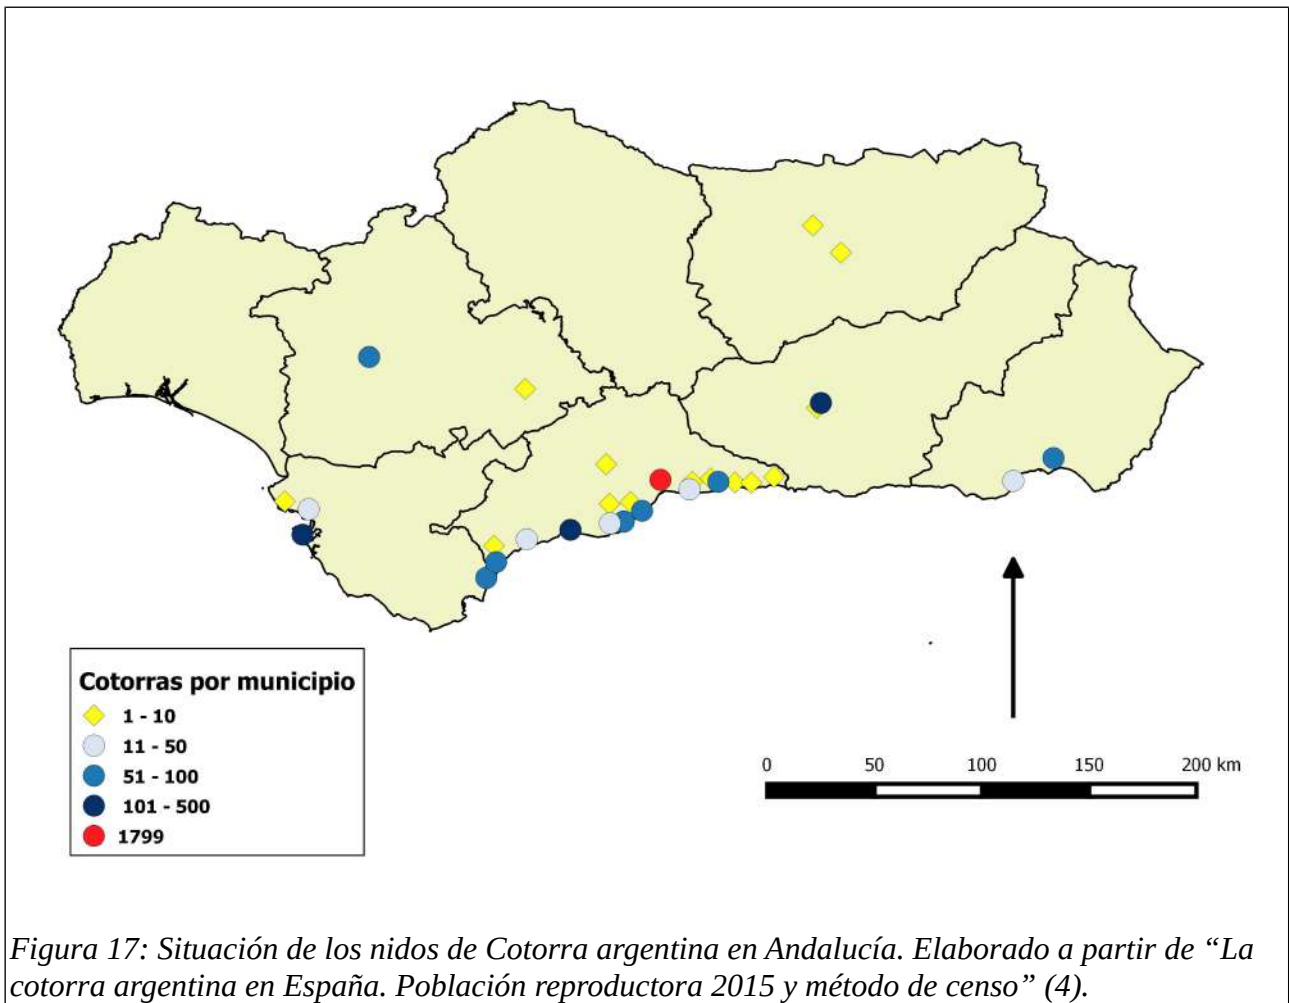 Cotorras por municipio
1 - 10
11 - 50
51 - 100
101 - 500
1799
0 50 100 150 200 km
Figura 17: Situación de los nidos de Cotorra argentina en Andalucía. Elaborado a partir de “La
cotorra argentina en España. Población reproductora 2015 y método de censo” (4).